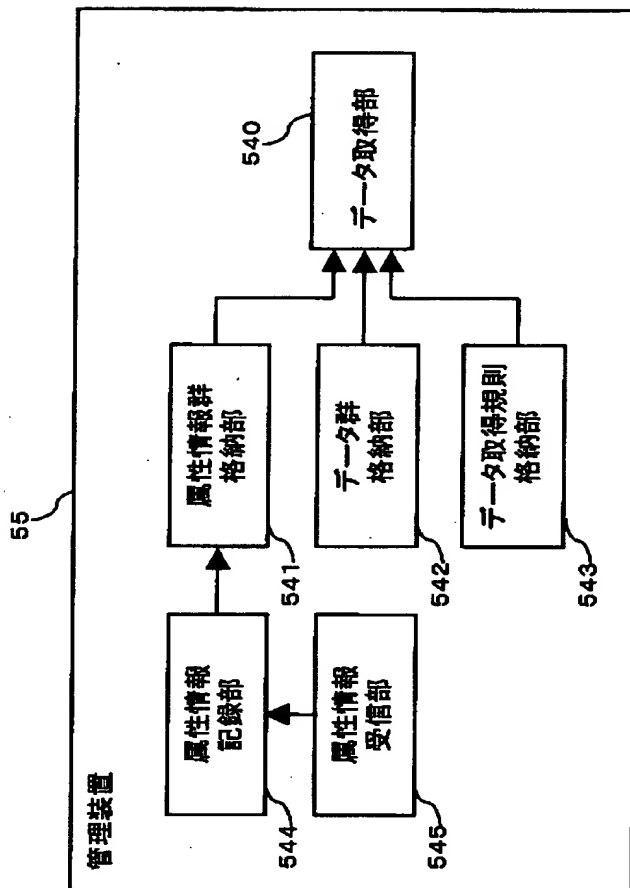 55
管理装置
属性情報
記録部
544
属性情報
受信部
545
属性情報群
格納部
541
データ群
格納部
542
データ取得規則
格納部
543
データ取得部
540